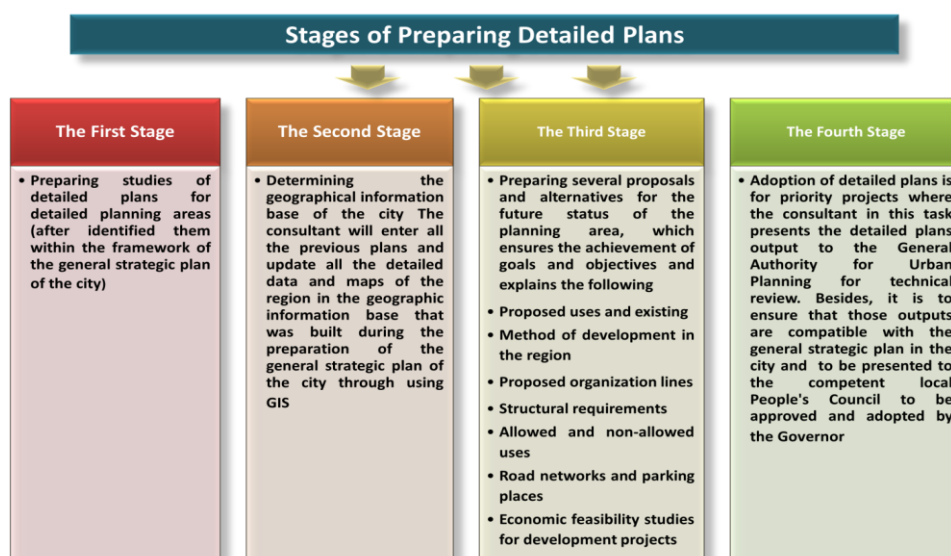 Stages of Preparing Detailed Plans
The First Stage
• Preparing studies of
detailed plans for
detailed planning areas
(after identified them
within the framework of
the general strategic plan
of the city)
The Second Stage
• Determining the
geographical information
base of the city The
consultant will enter all
the previous plans and
update all the detailed
data and maps of the
region in the geographic
information base that
was built during the
preparation of the
general strategic plan of
the city through using
GIS
The Third Stage
• Preparing several proposals
and alternatives for the
future status of the
planning area, which
ensures the achievement of
goals and objectives and
explains the following
• Proposed uses and existing
• Method of development in
the region
• Proposed organization lines
• Structural requirements
• Allowed and non-allowed
uses
• Road networks and parking
places
• Economic feasibility studies
for development projects
The Fourth Stage
• Adoption of detailed plans is
for priority projects where
the consultant in this task
presents the detailed plans
output to the General
Authority for Urban
Planning for technical
review. Besides, it is to
ensure that those outputs
are compatible with the
general strategic plan in the
city and to be presented to
the competent local
People's Council to be
approved and adopted by
the Governor